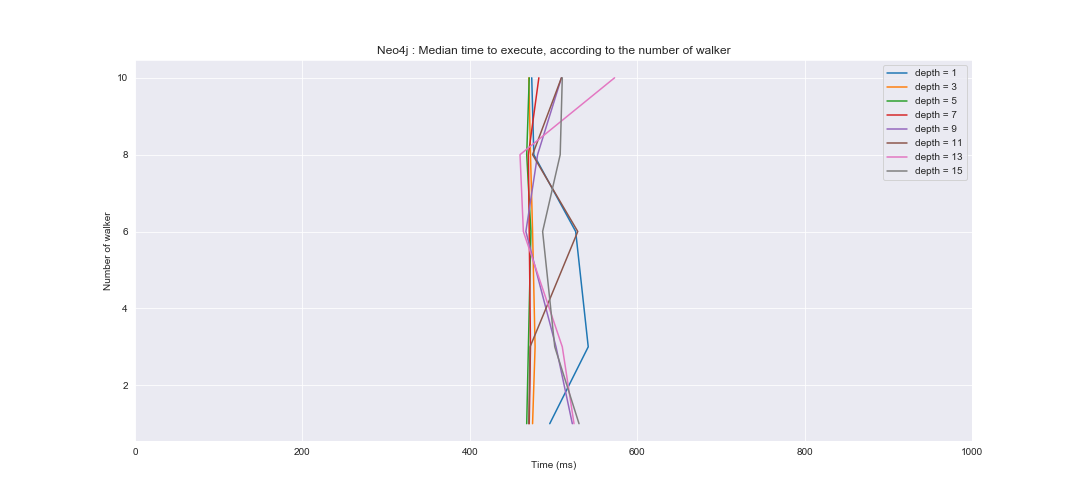 Neo4j : Median time to execute, according to the number of walker
depth = 1
depth = 3
depth = 5
depth = 7
depth = 9
depth = 11
depth = 13
depth = 15
Number of walker
10
8
6
4
2
0
200
400
600
800
1000
Time (ms)